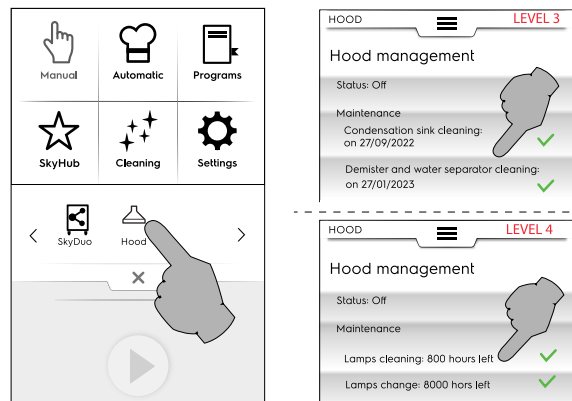 Manual
Automatic
Programs
SkyHub
Cleaning
Settings
SkyDuo
Hood
HOOD
LEVEL 3
Hood management
Status: Off
Maintenance
Condensation sink cleaning:
on 27/09/2022
Demister and water separator cleaning:
on 27/01/2023
HOOD
LEVEL 4
Hood management
Status: Off
Maintenance
Lamps cleaning: 800 hours left
Lamps change: 8000 hors left